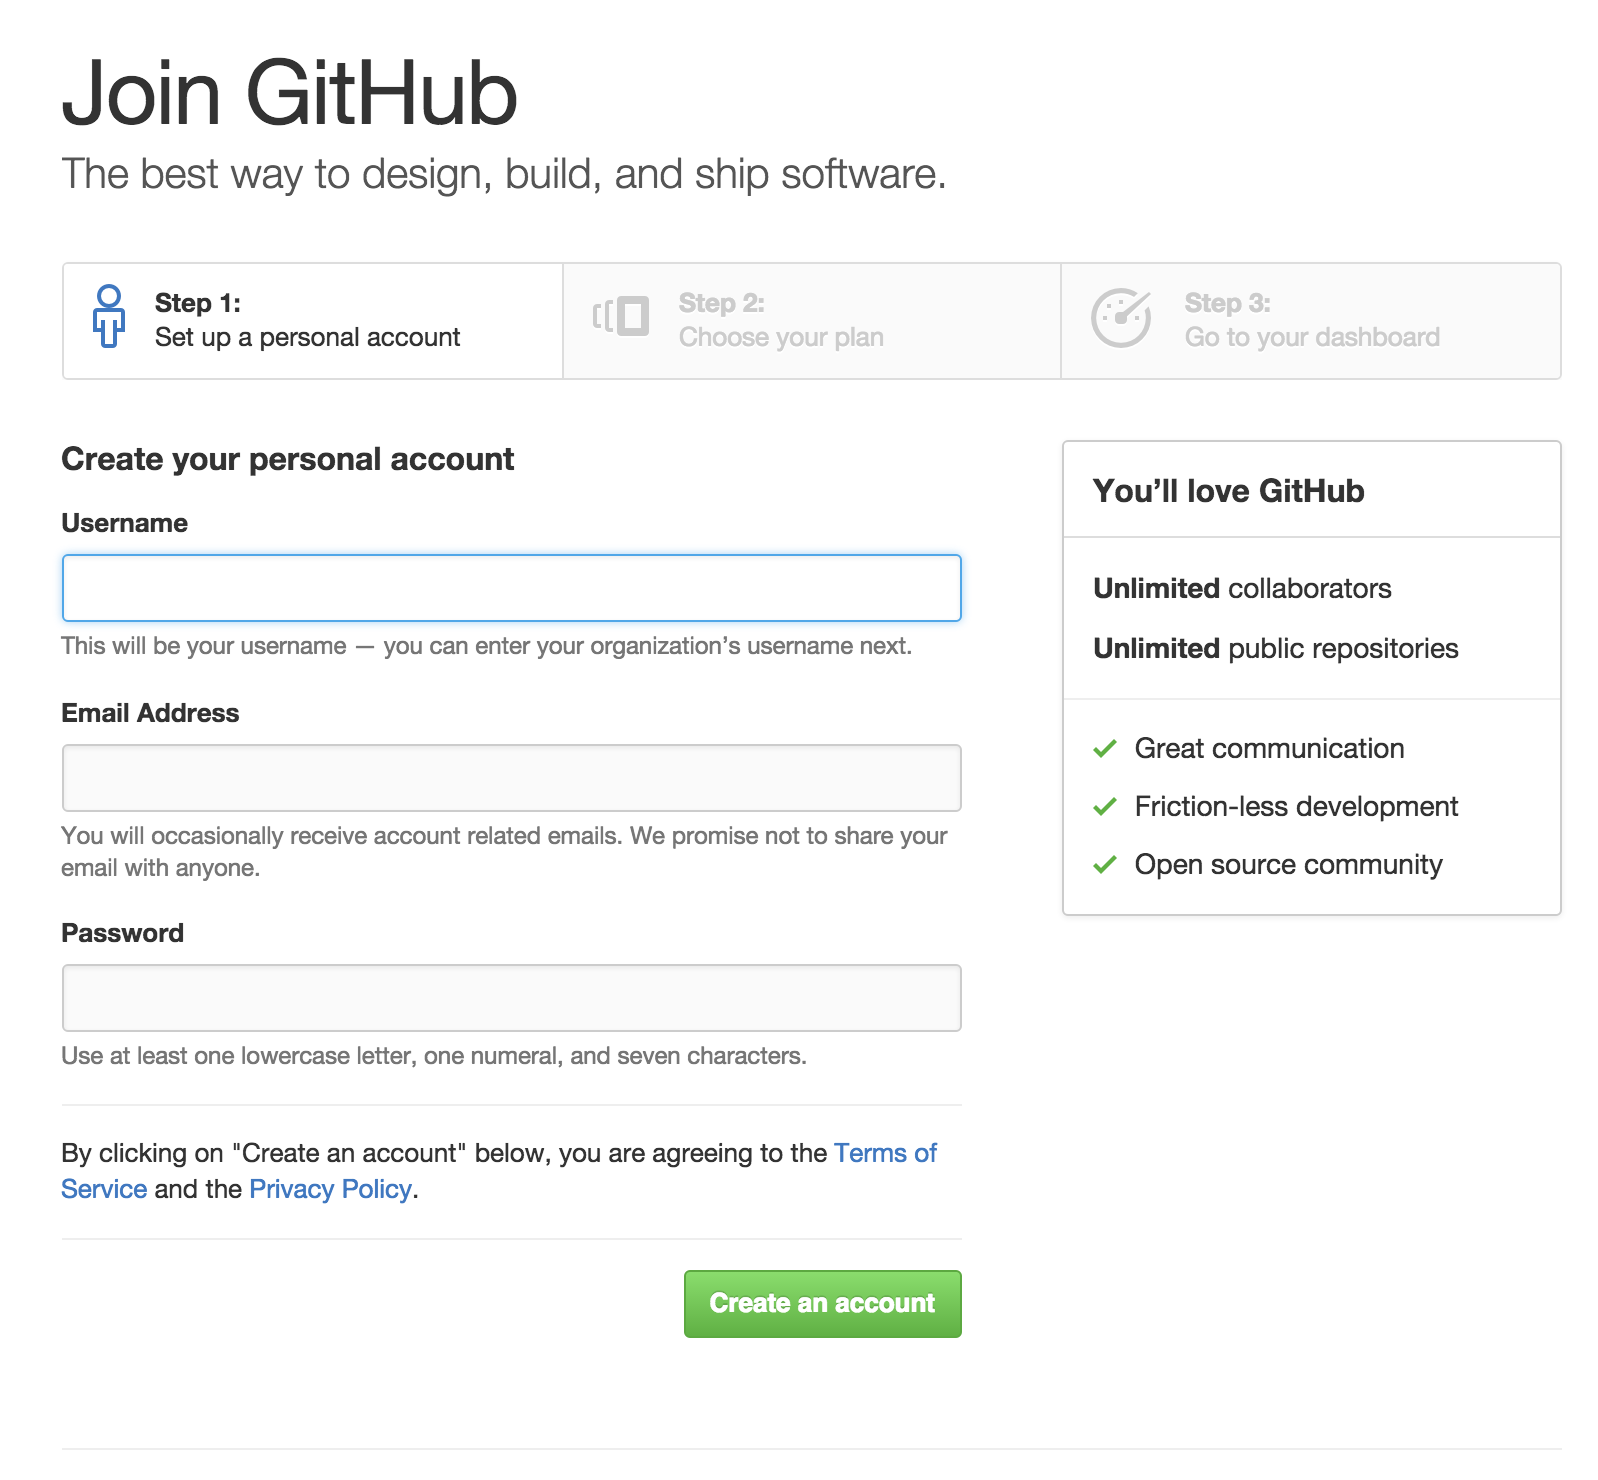 Join GitHub
The best way to design, build, and ship software.
Step 1:
Set up a personal account
Step 2:
Choose your plan
Step 3:
Go to your dashboard
Create your personal account
Username
This will be your username — you can enter your organization’s username next.
Email Address
You will occasionally receive account related emails. We promise not to share your
email with anyone.
Password
Use at least one lowercase letter, one numeral, and seven characters.
By clicking on "Create an account" below, you are agreeing to the Terms of
Service and the Privacy Policy.
Create an account
You’ll love GitHub
Unlimited collaborators
Unlimited public repositories
Great communication
Friction-less development
Open source community